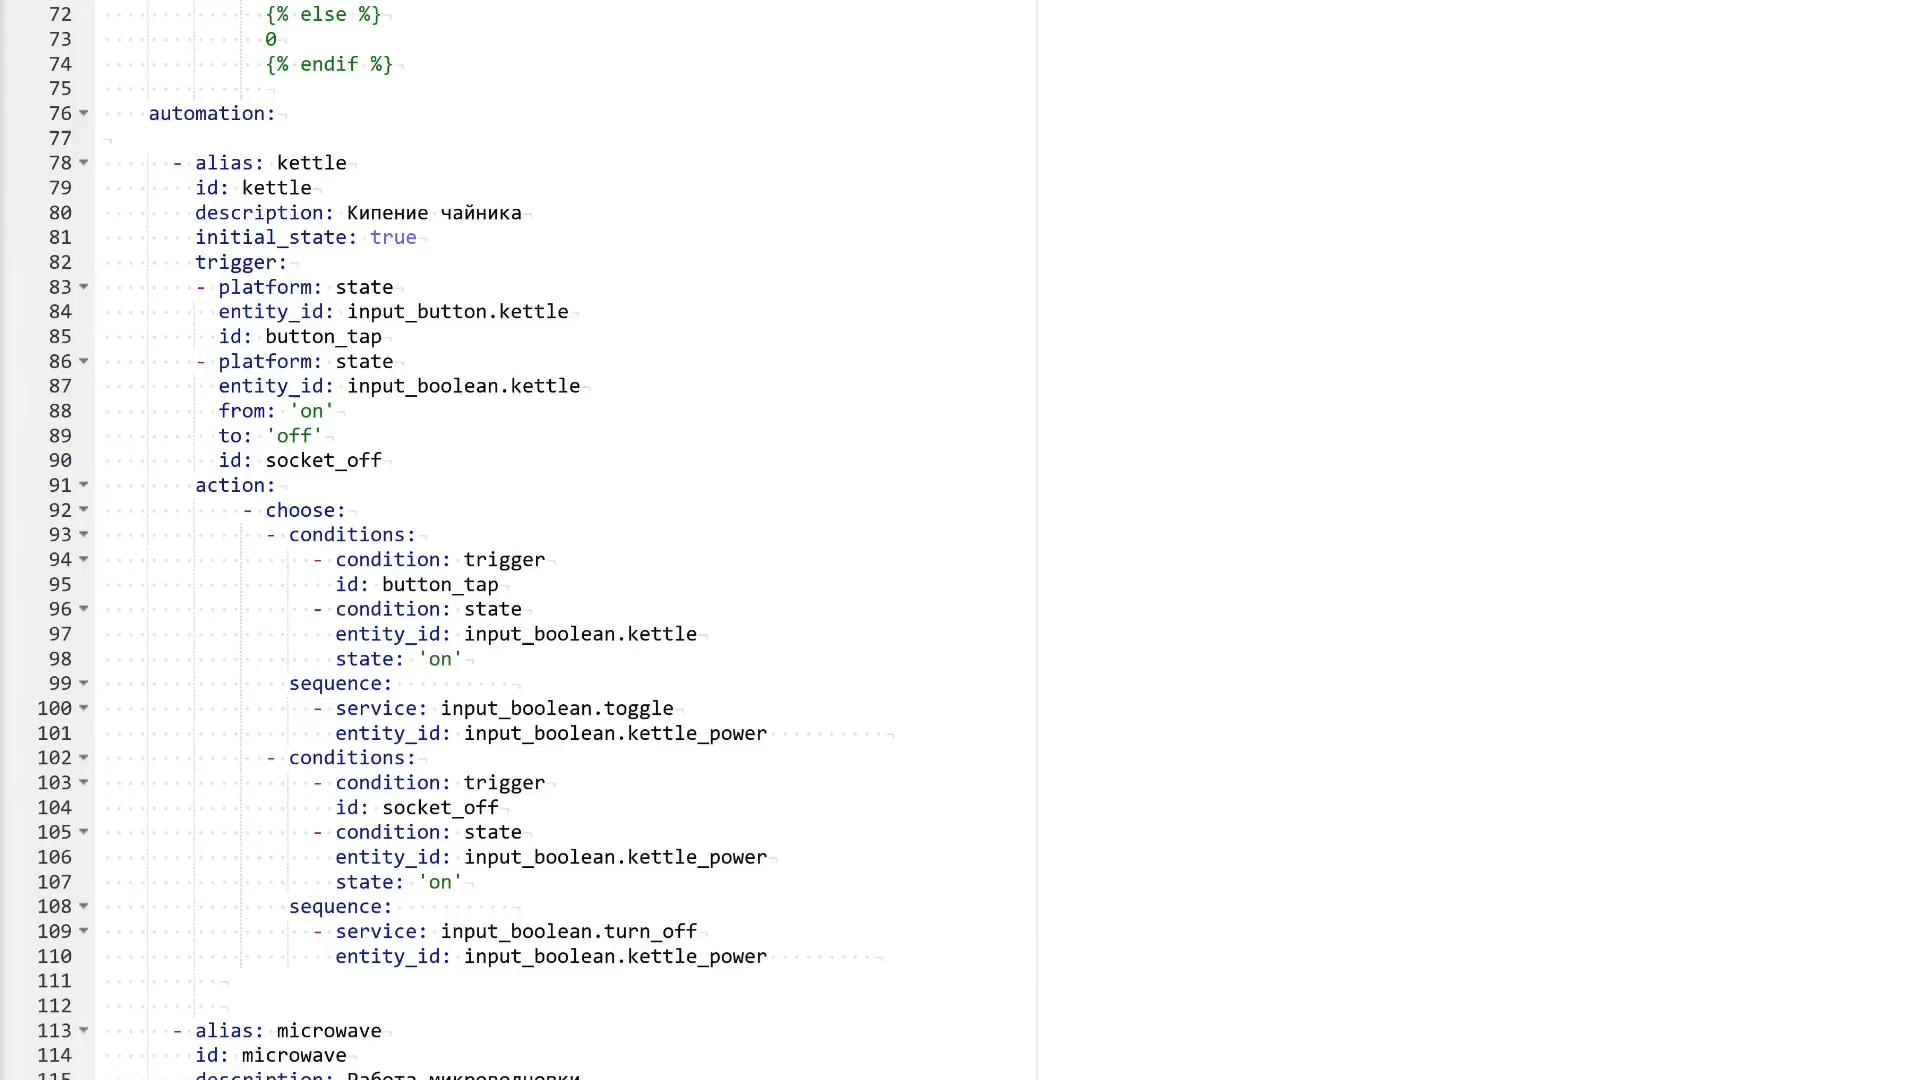 72 {% else %}
73 0
74 {% endif %}
75
76 automation:
77
78 - alias: kettle
79 id: kettle
80 description: Кипение чайника
81 initial_state: true
82 trigger:
83 - platform: state
84 entity_id: input_button.kettle
85 id: button_tap
86 - platform: state
87 entity_id: input_boolean.kettle
88 from: 'on'
89 to: 'off'
90 id: socket_off
91 action:
92 - choose:
93 - conditions:
94 - condition: trigger
95 id: button_tap
96 - condition: state
97 entity_id: input_boolean.kettle
98 state: 'on'
99 sequence:
100 - service: input_boolean.toggle
101 entity_id: input_boolean.kettle_power
102 - conditions:
103 - condition: trigger
104 id: socket_off
105 - condition: state
106 entity_id: input_boolean.kettle_power
107 state: 'on'
108 sequence:
109 - service: input_boolean.turn_off
110 entity_id: input_boolean.kettle_power
111
112
113 - alias: microwave
114 id: microwave
115 description: Работа микроволновки